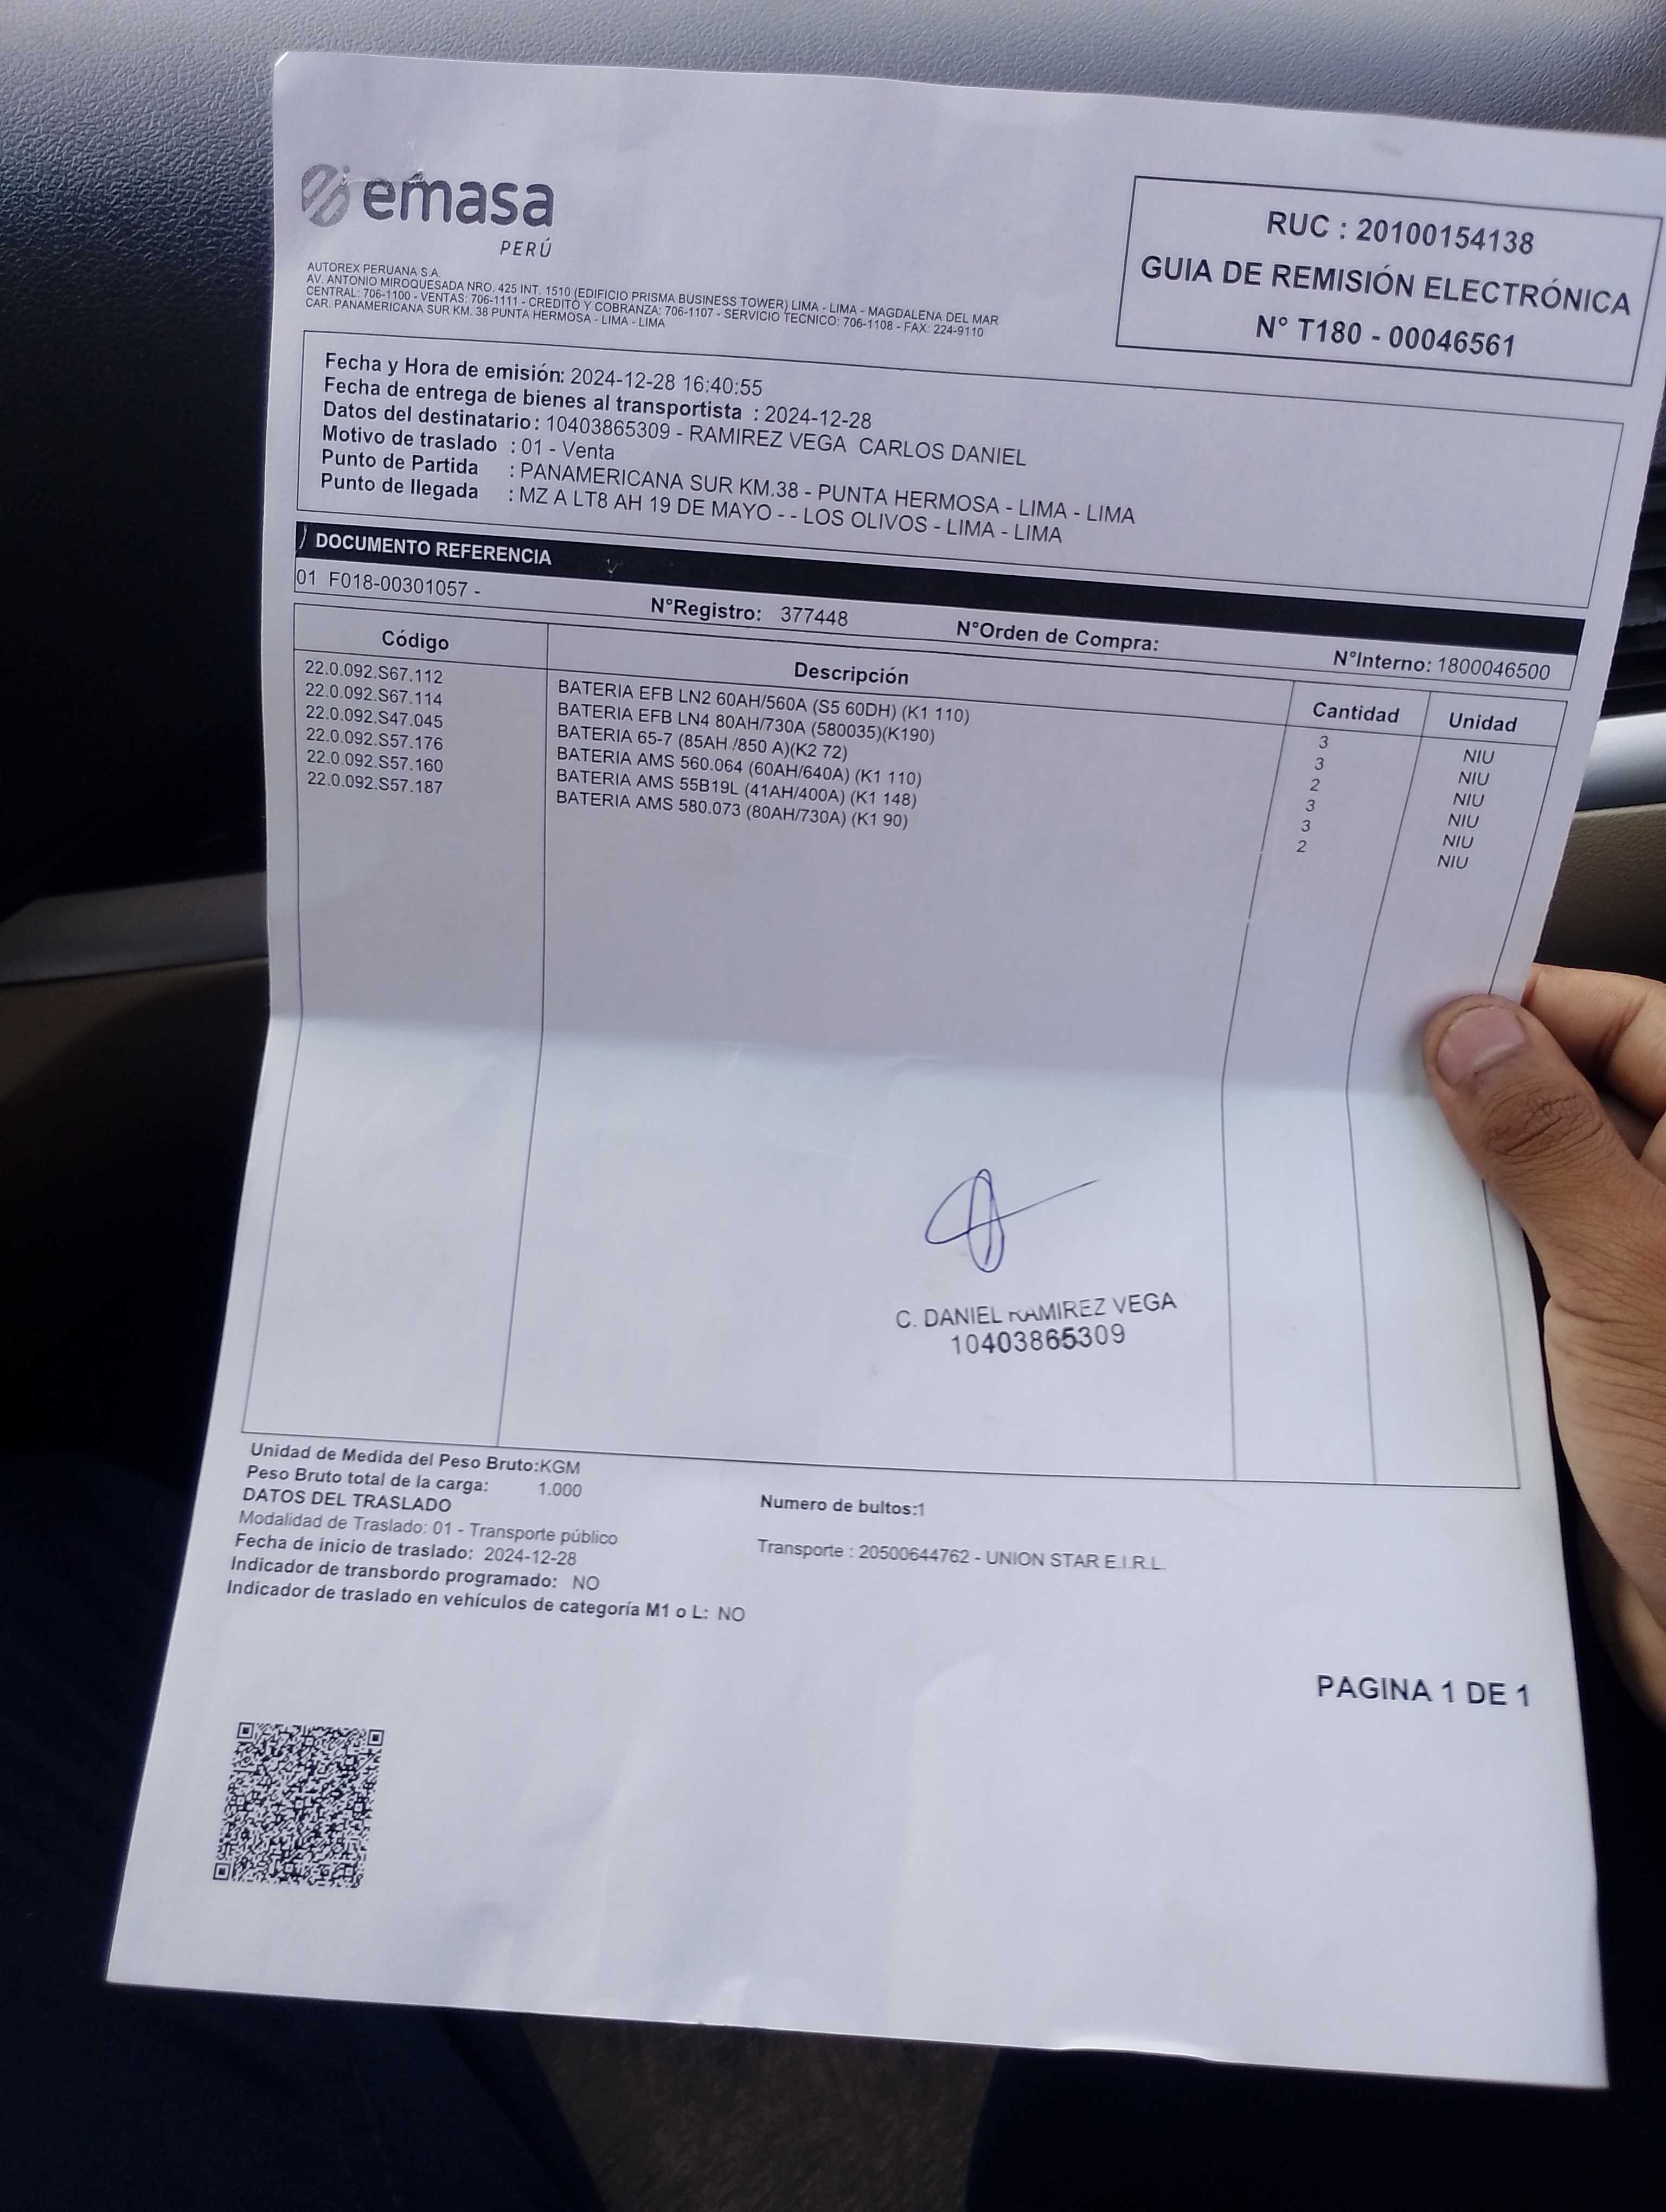 emasa
PERÚ
AUTOREX PERUANA S.A.
AV. ANTONIO MIROQUESADA NRO. 425 INT. 1510 (EDIFICIO PRISMA BUSINESS TOWER) LIMA - LIMA - MAGDALENA DEL MAR
CENTRAL: 706-1100 - VENTAS: 706-1111 - CREDITO Y COBRANZA: 706-1107 - SERVICIO TECNICO: 706-1108 - FAX: 224-9110
CAR. PANAMERICANA SUR KM. 38 PUNTA HERMOSA - LIMA - LIMA
RUC : 20100154138
GUIA DE REMISIÓN ELECTRÓNICA
N° T180 - 00046561
Fecha y Hora de emisión: 2024-12-28 16:40:55
Fecha de entrega de bienes al transportista : 2024-12-28
Datos del destinatario : 10403865309 - RAMIREZ VEGA CARLOS DANIEL
Motivo de traslado : 01 - Venta
Punto de Partida : PANAMERICANA SUR KM.38 - PUNTA HERMOSA - LIMA - LIMA
Punto de llegada : MZ A LT8 AH 19 DE MAYO - - LOS OLIVOS - LIMA - LIMA
DOCUMENTO REFERENCIA
01 F018-00301057 -
N°Registro: 377448 N°Orden de Compra: N°Interno: 1800046500
Código Descripción Cantidad Unidad
22.0.092.S67.112 BATERIA EFB LN2 60AH/560A (S5 60DH) (K1 110) 3 NIU
22.0.092.S67.114 BATERIA EFB LN4 80AH/730A (580035)(K190) 3 NIU
22.0.092.S47.045 BATERIA 65-7 (85AH /850 A)(K2 72) 2 NIU
22.0.092.S57.176 BATERIA AMS 560.064 (60AH/640A) (K1 110) 3 NIU
22.0.092.S57.160 BATERIA AMS 55B19L (41AH/400A) (K1 148) 3 NIU
22.0.092.S57.187 BATERIA AMS 580.073 (80AH/730A) (K1 90) 2 NIU
C. DANIEL RAMIREZ VEGA
10403865309
Unidad de Medida del Peso Bruto:KGM
Peso Bruto total de la carga: 1.000
Numero de bultos:1
DATOS DEL TRASLADO
Modalidad de Traslado: 01 - Transporte público
Transporte : 20500644762 - UNION STAR E.I.R.L.
Fecha de inicio de traslado: 2024-12-28
Indicador de transbordo programado: NO
Indicador de traslado en vehículos de categoría M1 o L: NO
PAGINA 1 DE 1